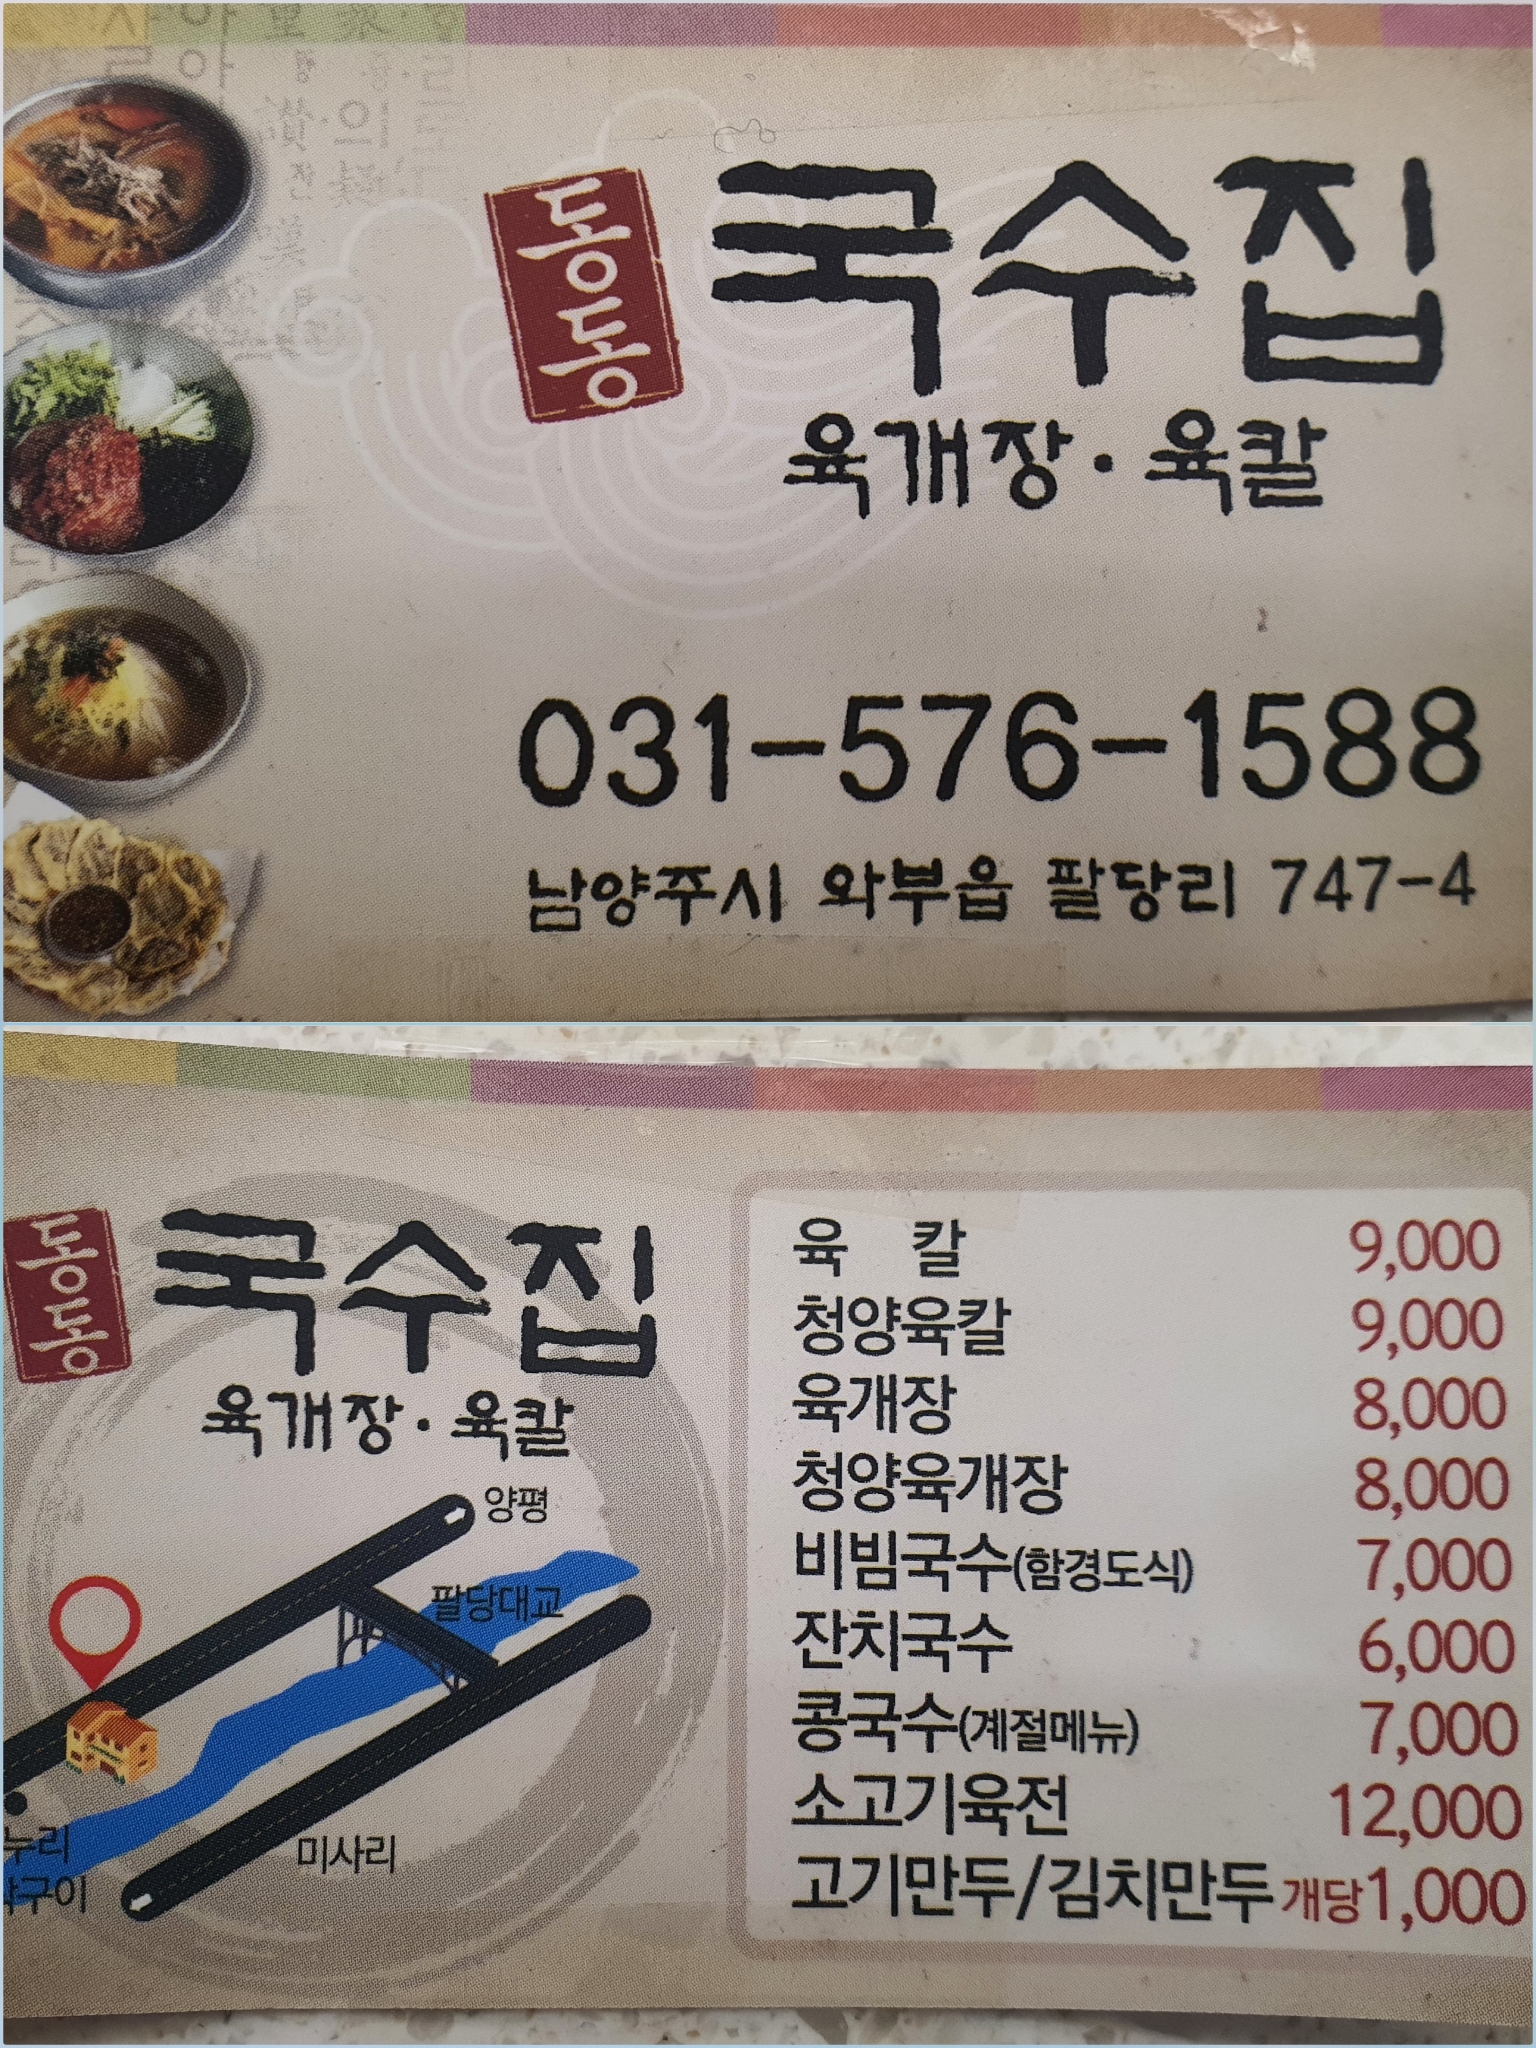 동동 국수집
육개장·육칼
031-576-1588
남양주시 와부읍 팔당리 747-4
동동 국수집
육개장·육칼
양평
팔당대교
미사리
누리
구이
육 칼 9,000
청양육칼 9,000
육개장 8,000
청양육개장 8,000
비빔국수(함경도식) 7,000
잔치국수 6,000
콩국수(계절메뉴) 7,000
소고기육전 12,000
고기만두/김치만두 개당1,000